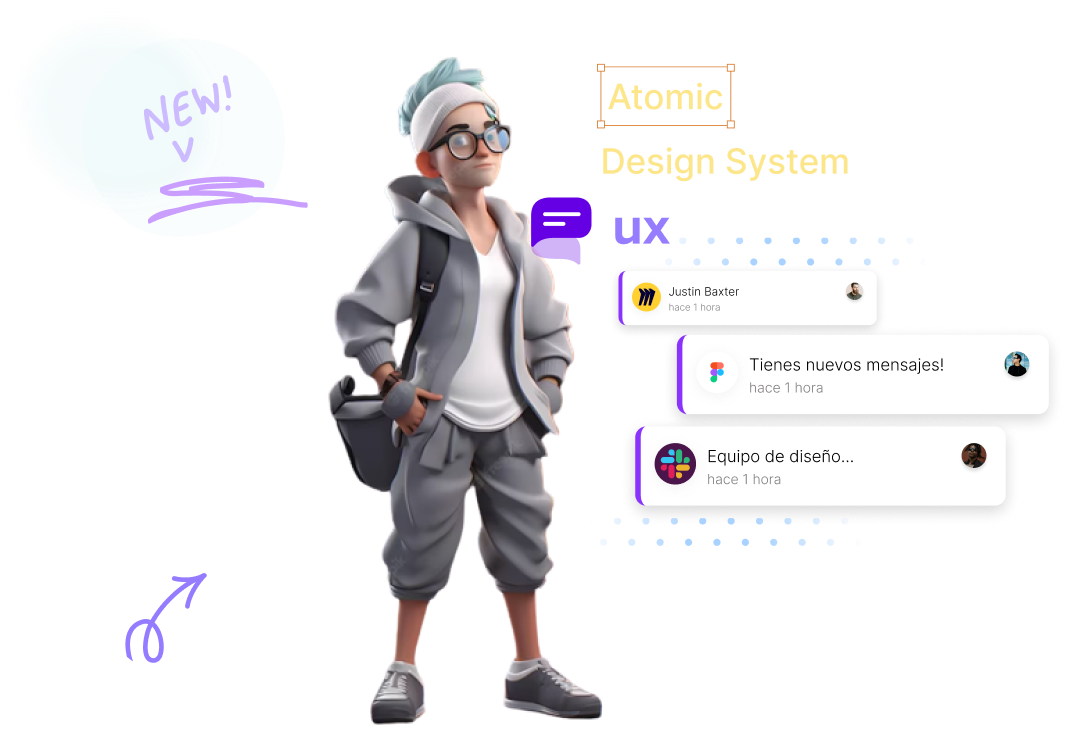 NEW!
Atomic
Design System
ux
Justin Baxter
hace 1 hora
Tienes nuevos mensajes!
hace 1 hora
Equipo de diseño...
hace 1 hora